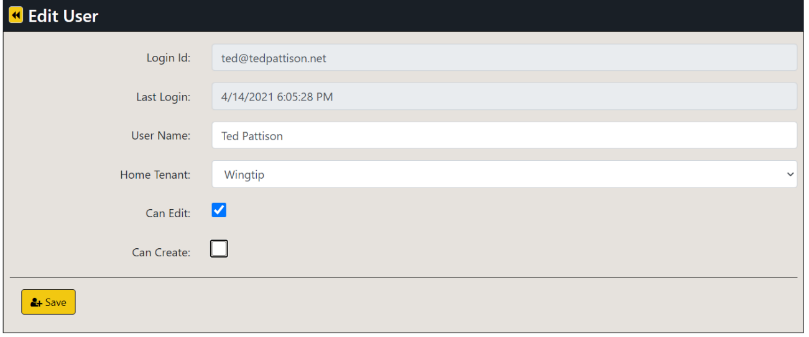 Edit User
Login Id: ted@tedpattison.net
Last Login: 4/14/2021 6:05:28 PM
User Name: Ted Pattison
Home Tenant: Wingtip
Can Edit:
Can Create:
Save